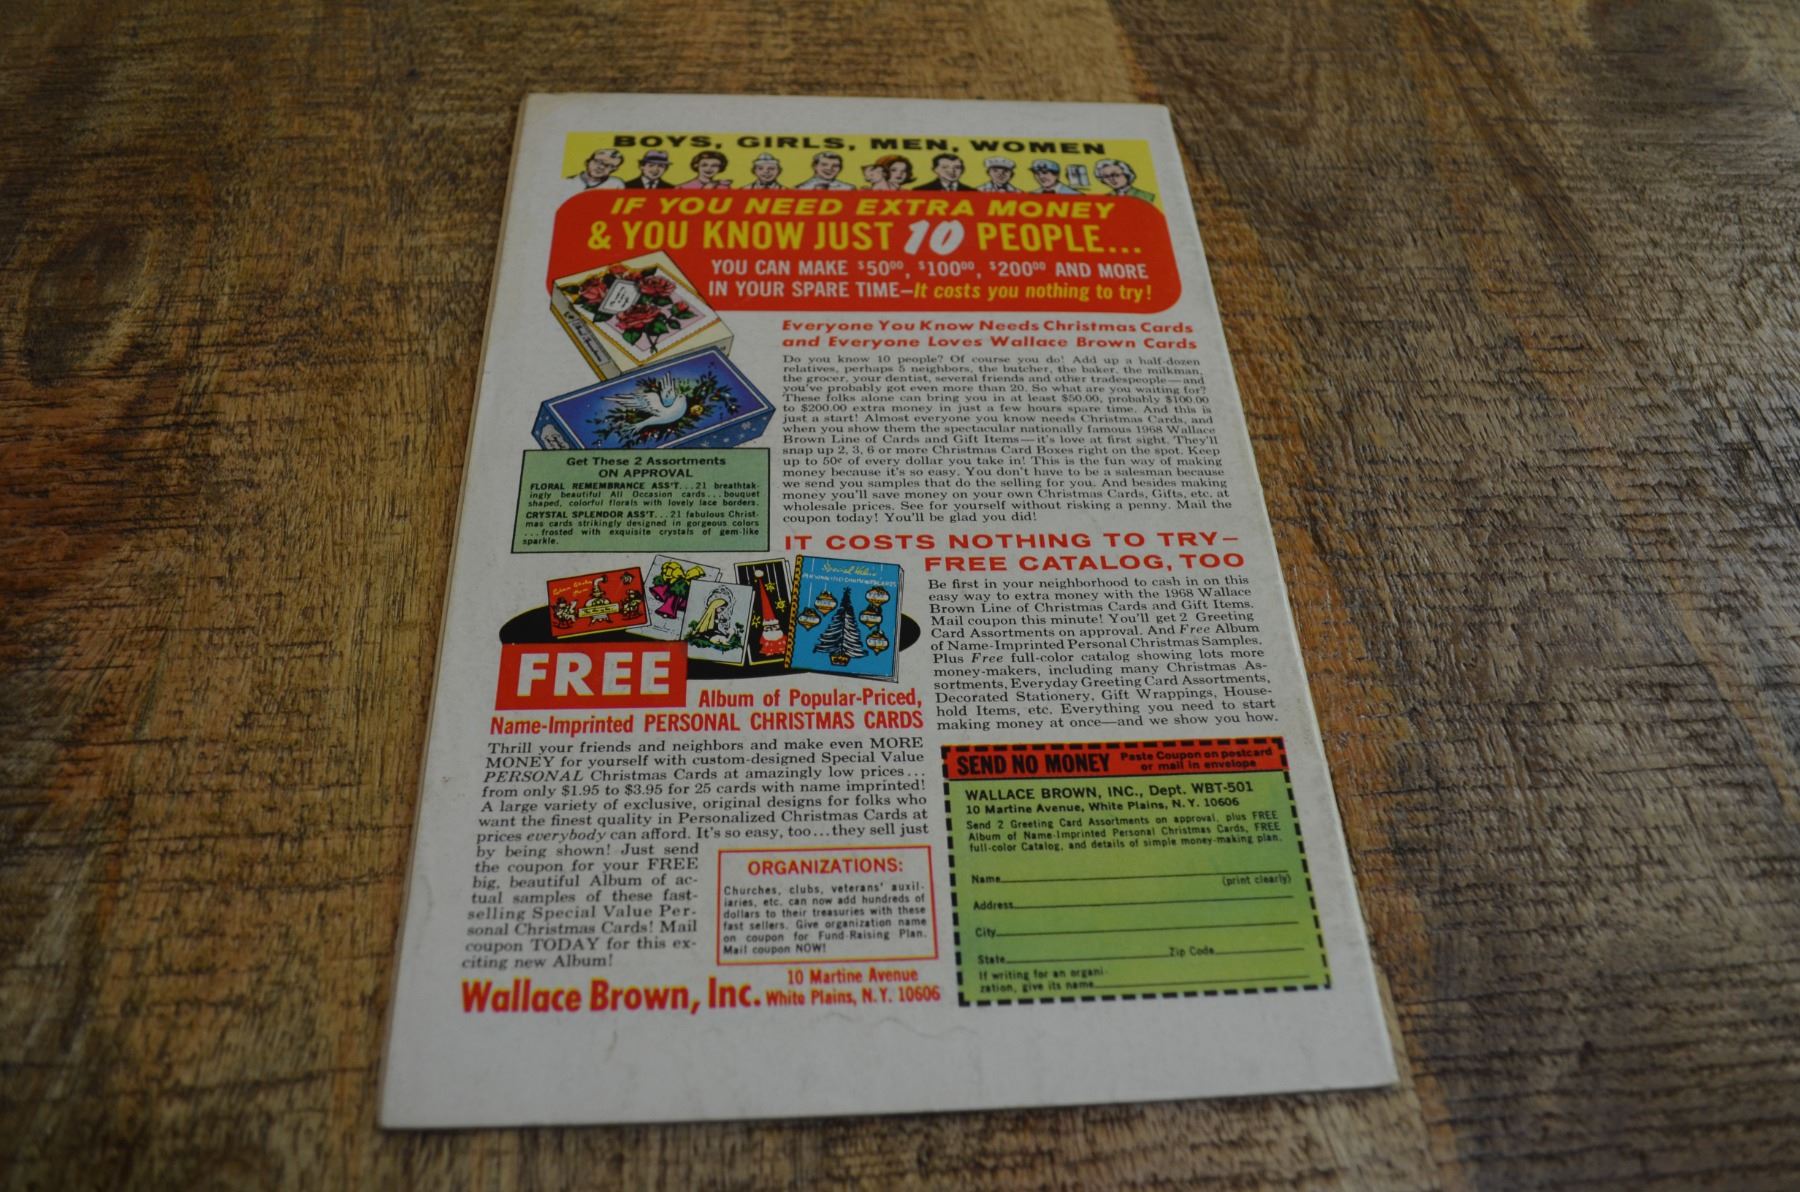 BOYS, GIRLS, MEN, WOMEN
IF YOU NEED EXTRA MONEY
& YOU KNOW JUST 10 PEOPLE...
YOU CAN MAKE $50⁰⁰, $100⁰⁰, $200⁰⁰ AND MORE
IN YOUR SPARE TIME—It costs you nothing to try!
Everyone You Know Needs Christmas Cards
and Everyone Loves Wallace Brown Cards
Do you know 10 people? Of course you do! Add up a half-dozen
relatives, perhaps 5 neighbors, the butcher, the baker, the milkman,
the grocer, your dentist, several friends and other tradespeople—and
you've probably got even more than 20. So what are you waiting for?
These folks alone can bring you in at least $50.00, probably $100.00
to $200.00 extra money in just a few hours spare time. And this is
just a start! Almost everyone you know needs Christmas Cards, and
when you show them the spectacular nationally famous 1968 Wallace
Brown Line of Cards and Gift Items—it's love at first sight. They'll
snap up 2, 3, 6 or more Christmas Card Boxes right on the spot. Keep
up to 50¢ of every dollar you take in! This is the fun way of making
money because it's so easy. You don't have to be a salesman because
we send you samples that do the selling for you. And besides making
money you'll save money on your own Christmas Cards, Gifts, etc. at
wholesale prices. See for yourself without risking a penny. Mail the
coupon today! You'll be glad you did!
Get These 2 Assortments
ON APPROVAL
FLORAL REMEMBRANCE ASS'T...21 breathtak-
ingly beautiful All Occasion cards...bouquet
shaped, colorful florals with lovely lace borders.
CRYSTAL SPLENDOR ASS'T...21 fabulous Christ-
mas cards strikingly designed in gorgeous colors
...frosted with exquisite crystals of gem-like
sparkle.
IT COSTS NOTHING TO TRY—
FREE CATALOG, TOO
Be first in your neighborhood to cash in on this
easy way to extra money with the 1968 Wallace
Brown Line of Christmas Cards and Gift Items.
Mail coupon this minute! You'll get 2 Greeting
Card Assortments on approval. And Free Album
of Name-Imprinted Personal Christmas Samples.
Plus Free full-color catalog showing lots more
money-makers, including many Christmas As-
sortments, Everyday Greeting Card Assortments,
Decorated Stationery, Gift Wrappings, House-
hold Items, etc. Everything you need to start
making money at once—and we show you how.
Special Value
PERSONAL CHRISTMAS CARDS
FREE
Album of Popular-Priced,
Name-Imprinted PERSONAL CHRISTMAS CARDS
Thrill your friends and neighbors and make even MORE
MONEY for yourself with custom-designed Special Value
PERSONAL Christmas Cards at amazingly low prices...
from only $1.95 to $3.95 for 25 cards with name imprinted!
A large variety of exclusive, original designs for folks who
want the finest quality in Personalized Christmas Cards at
prices everybody can afford. It's so easy, too...they sell just
by being shown! Just send
the coupon for your FREE
big, beautiful Album of ac-
tual samples of these fast-
selling Special Value Per-
sonal Christmas Cards! Mail
coupon TODAY for this ex-
citing new Album!
ORGANIZATIONS:
Churches, clubs, veterans' auxil-
iaries, etc. can now add hundreds of
dollars to their treasuries with these
fast sellers. Give organization name
on coupon for Fund-Raising Plan.
Mail coupon NOW!
Wallace Brown, Inc.
10 Martine Avenue
White Plains, N.Y. 10606
SEND NO MONEY
Paste Coupon on postcard
or mail in envelope
WALLACE BROWN, INC., Dept. WBT-501
10 Martine Avenue, White Plains, N. Y. 10606
Send 2 Greeting Card Assortments on approval, plus FREE
Album of Name-Imprinted Personal Christmas Cards, FREE
full-color Catalog, and details of simple money-making plan.
Name (print clearly)
Address
City
State Zip Code
If writing for an organi-
zation, give its name